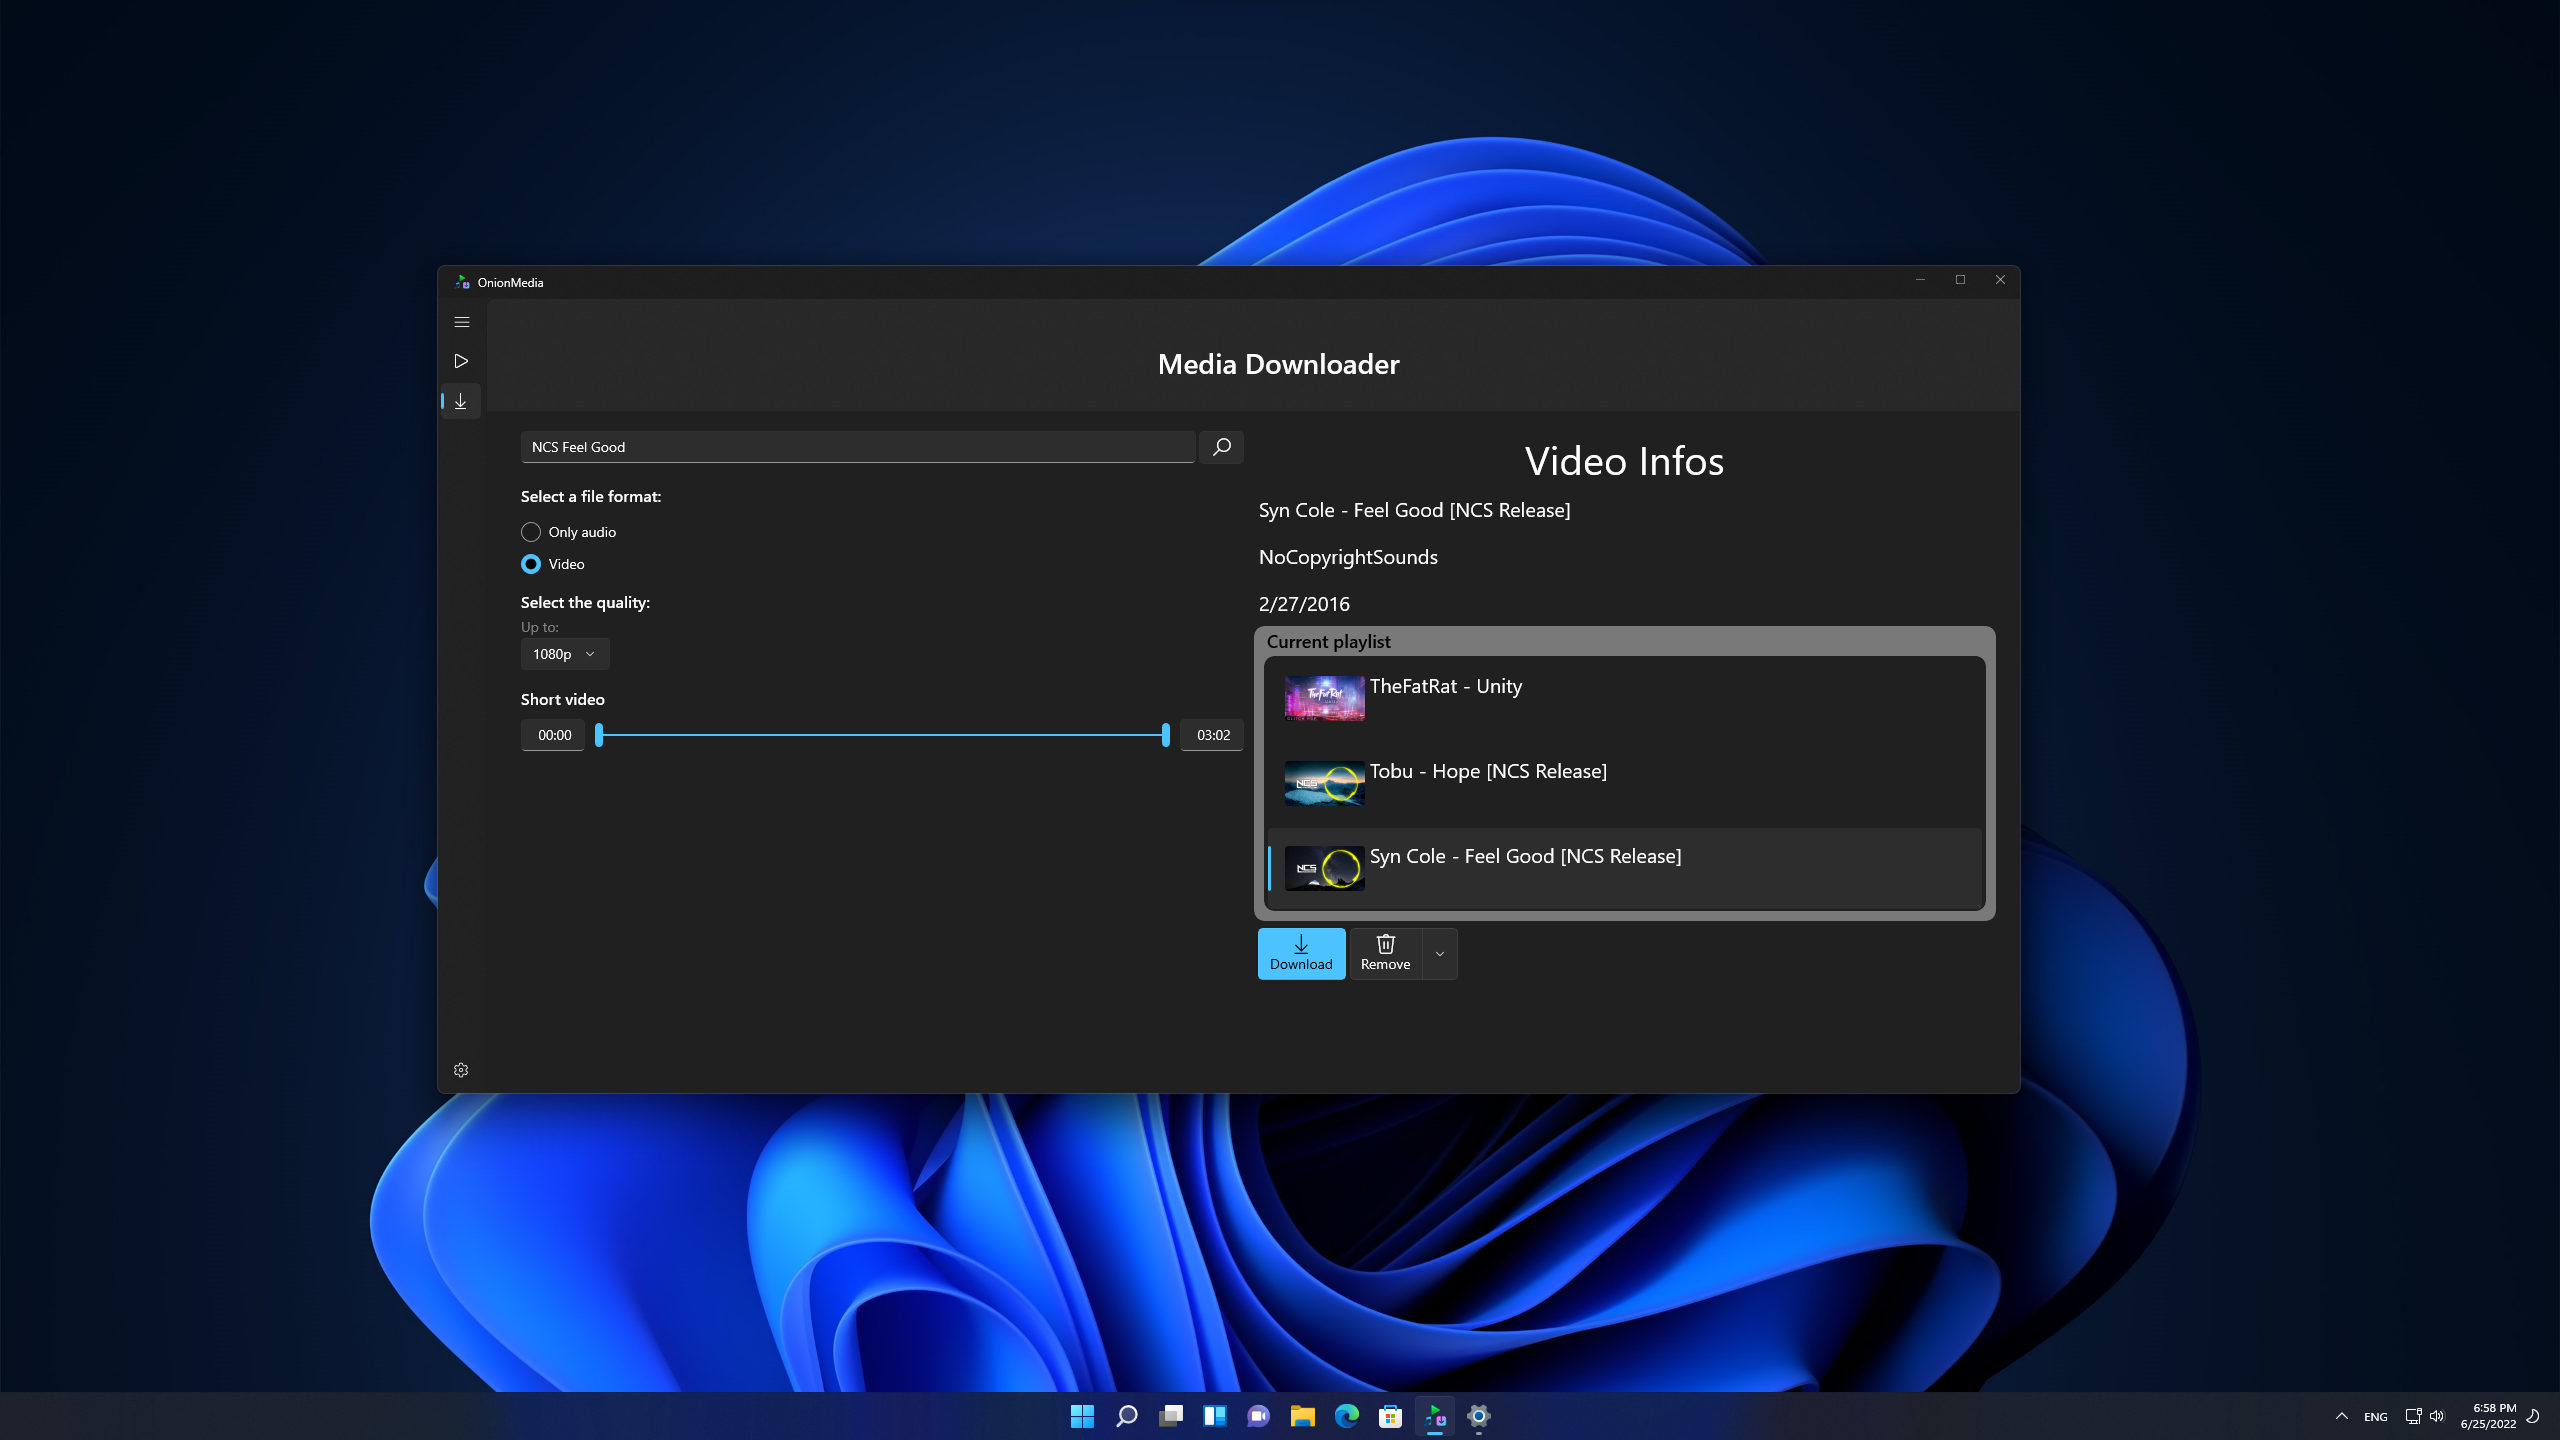 OnionMedia
Media Downloader
NCS Feel Good
Select a file format:
Only audio
Video
Select the quality:
Up to:
1080p
Short video
00:00
03:02
Video Infos
Syn Cole - Feel Good [NCS Release]
NoCopyrightSounds
2/27/2016
Current playlist
TheFatRat
TheFatRat - Unity
NCS
Tobu - Hope [NCS Release]
NCS
Syn Cole - Feel Good [NCS Release]
Download
Remove
ENG
6:58 PM
6/25/2022